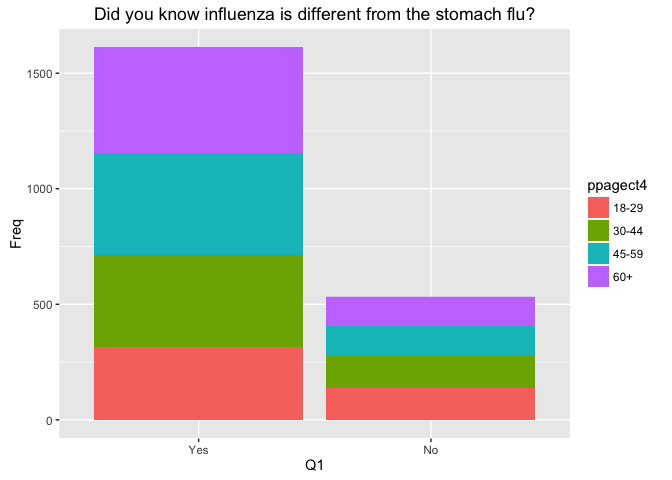 Did you know influenza is different from the stomach flu?
1500
1000
500
0
Freq
Yes
No
Q1
ppagect4
18-29
30-44
45-59
60+